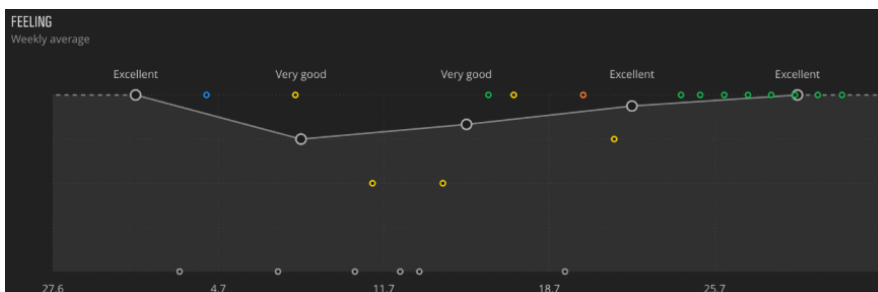 FEELING
Weekly average
Excellent Very good Very good Excellent Excellent
27.6 4.7 11.7 18.7 25.7